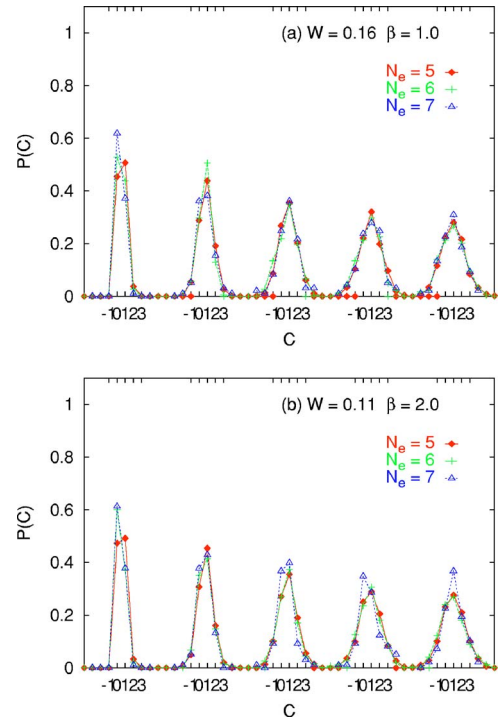 (a) W = 0.16 β = 1.0
Ne = 5
Ne = 6
Ne = 7
1
0.8
0.6
0.4
0.2
0
P(C)
-10123 -10123 -10123 -10123 -10123
C
(b) W = 0.11 β = 2.0
Ne = 5
Ne = 6
Ne = 7
1
0.8
0.6
0.4
0.2
0
P(C)
-10123 -10123 -10123 -10123 -10123
C